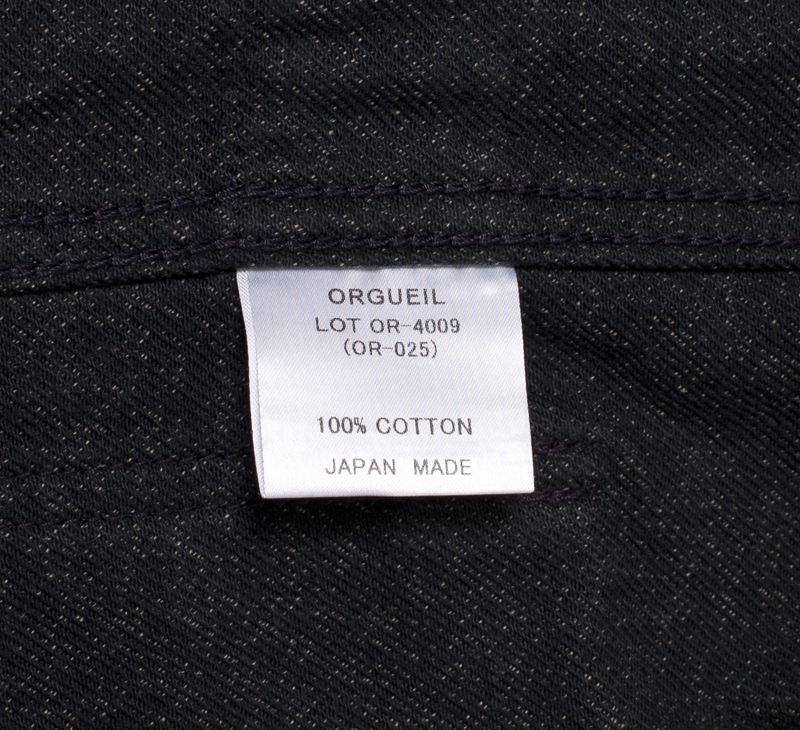 ORGUEIL
LOT OR-4009
(OR-025)
100% COTTON
JAPAN MADE